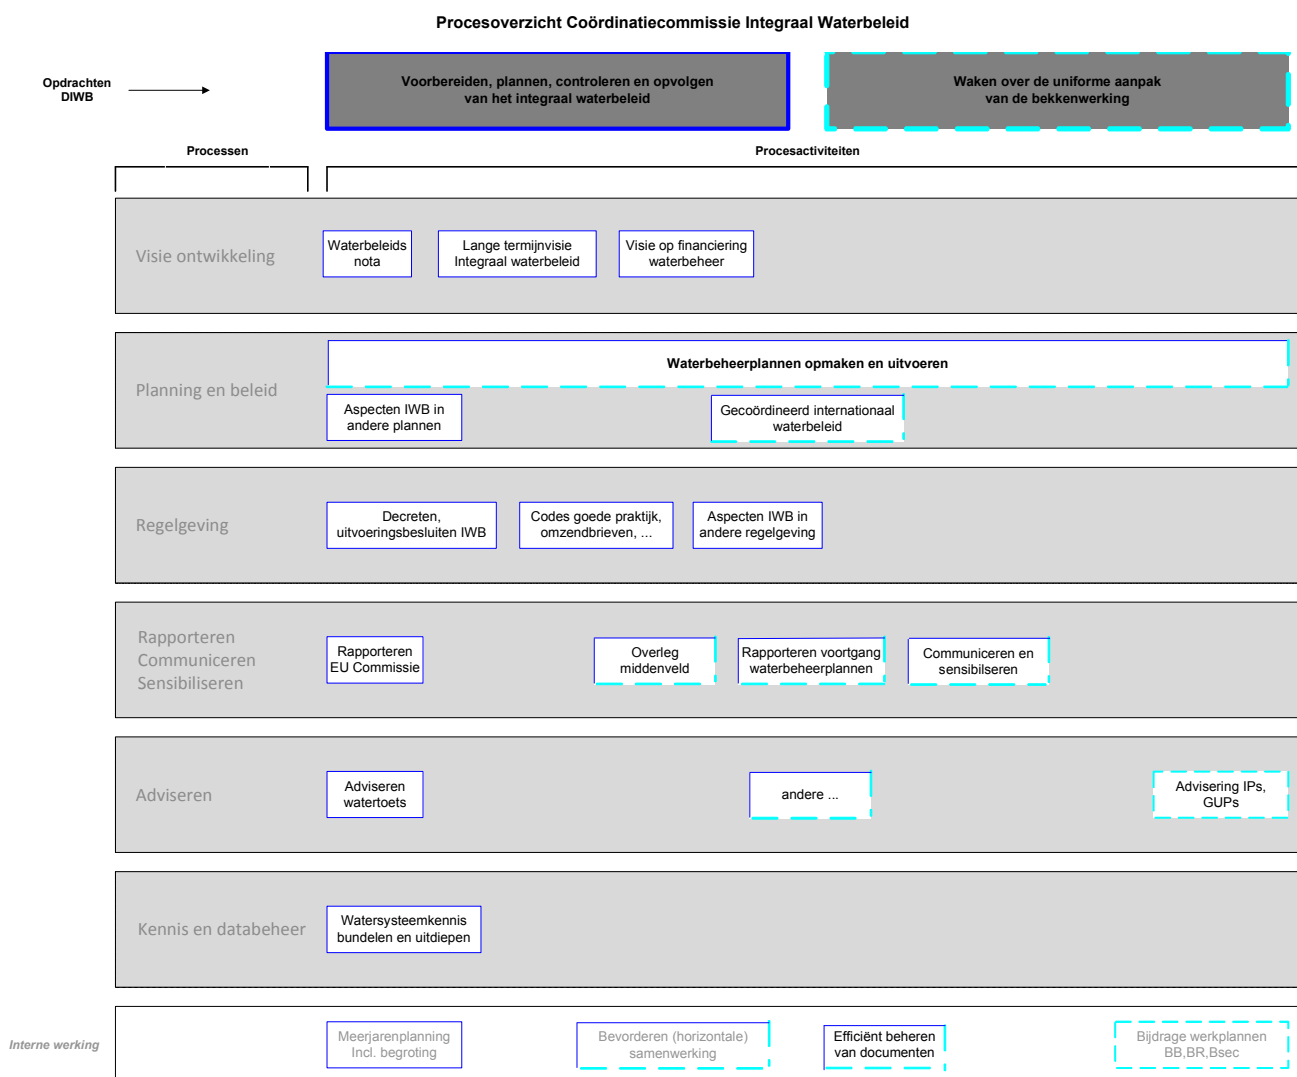 Procesoverzicht Coördinatiecommissie Integraal Waterbeleid
Opdrachten
DIWB
Voorbereiden, plannen, controleren en opvolgen
van het integraal waterbeleid
Waken over de uniforme aanpak
van de bekkenwerking
Processen
Procesactiviteiten
Visie ontwikkeling
Waterbeleids
nota
Lange termijnvisie
Integraal waterbeleid
Visie op financiering
waterbeheer
Planning en beleid
Waterbeheerplannen opmaken en uitvoeren
Aspecten IWB in
andere plannen
Gecoördineerd internationaal
waterbeleid
Regelgeving
Decreten,
uitvoeringsbesluiten IWB
Codes goede praktijk,
omzendbrieven, ...
Aspecten IWB in
andere regelgeving
Rapporteren
Communiceren
Sensibiliseren
Rapporteren
EU Commissie
Overleg
middenveld
Rapporteren voortgang
waterbeheerplannen
Communiceren en
sensibilseren
Adviseren
Adviseren
watertoets
andere ...
Advisering IPs,
GUPs
Kennis en databeheer
Watersysteemkennis
bundelen en uitdiepen
Interne werking
Meerjarenplanning
Incl. begroting
Bevorderen (horizontale)
samenwerking
Efficiënt beheren
van documenten
Bijdrage werkplannen
BB,BR,Bsec